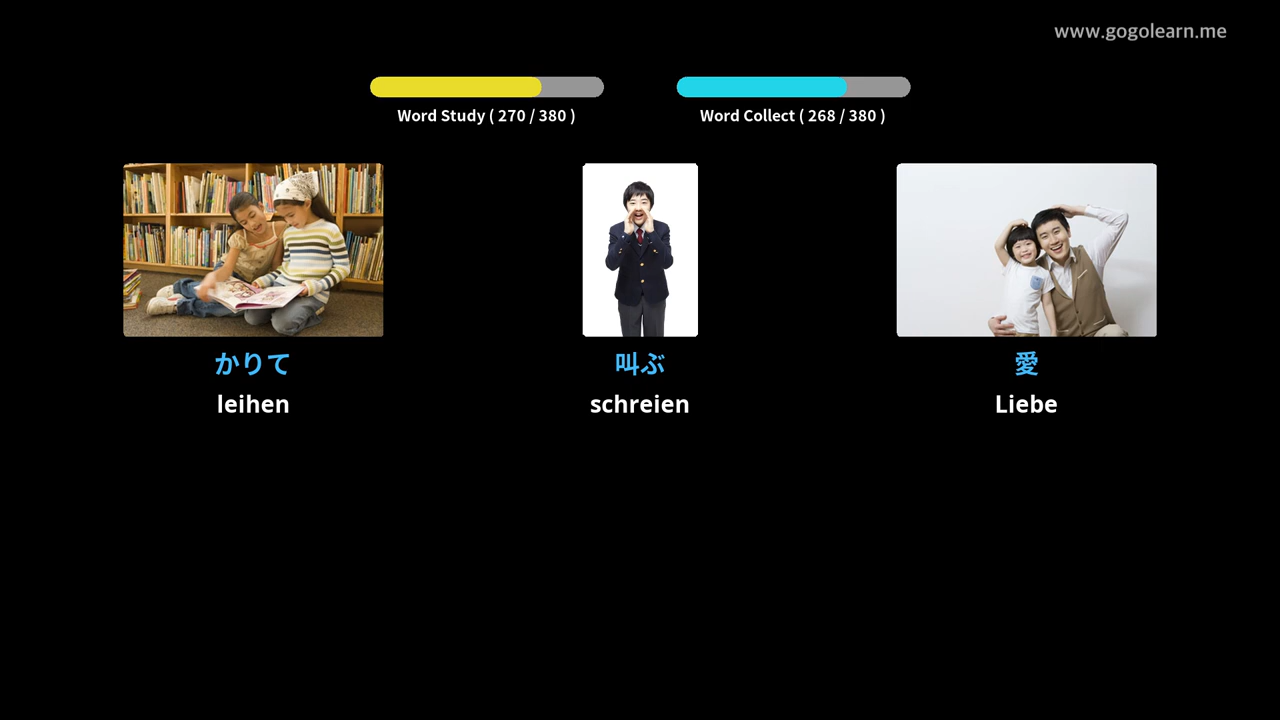 www.gogolearn.me
Word Study ( 270 / 380 )
Word Collect ( 268 / 380 )
かりて
叫ぶ
愛
leihen
schreien
Liebe